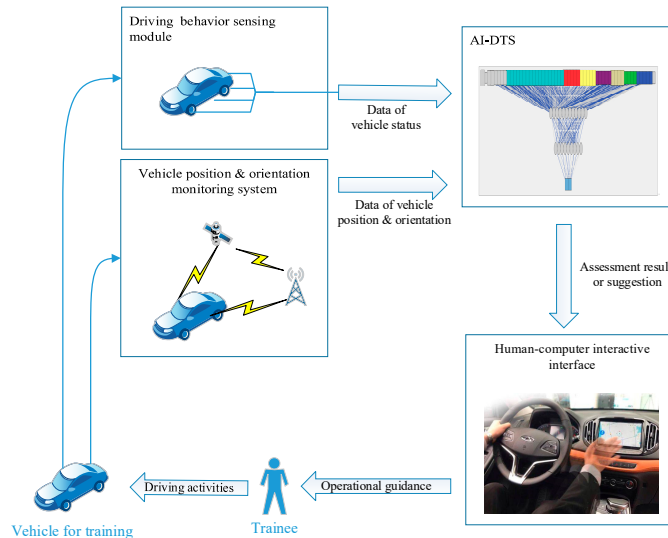 Driving behavior sensing
module
AI-DTS
Data of
vehicle status
Vehicle position & orientation
monitoring system
Data of vehicle
position & orientation
Assessment resul
or suggestion
Human-computer interactive
interface
Driving activities
Operational guidance
Vehicle for training
Trainee